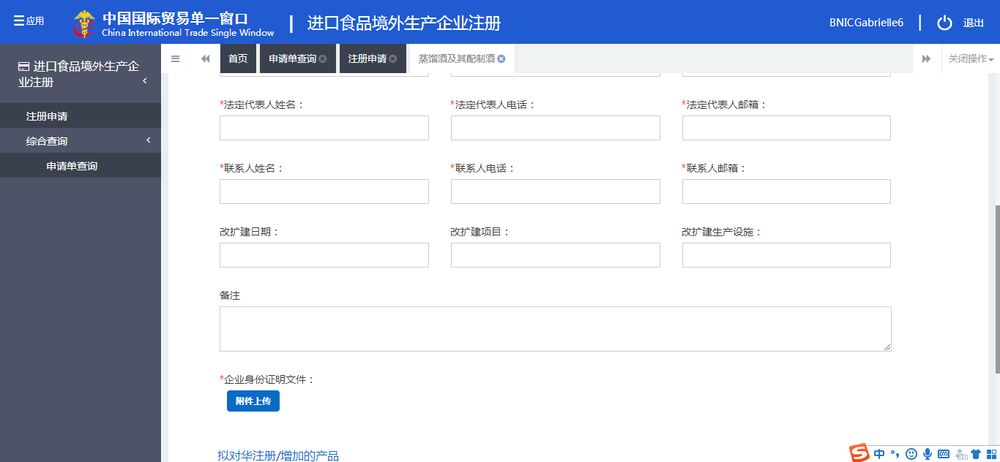 应用
中国国际贸易单一窗口
China International Trade Single Window
进口食品境外生产企业注册
BNICGabrielle6
退出
进口食品境外生产企
业注册
注册申请
综合查询
申请单查询
首页
申请单查询
注册申请
蒸馏酒及其配制酒
关闭操作
*法定代表人姓名：
*法定代表人电话：
*法定代表人邮箱：
*联系人姓名：
*联系人电话：
*联系人邮箱：
改扩建日期：
改扩建项目：
改扩建生产设施：
备注
*企业身份证明文件：
附件上传
拟对华注册/增加的产品
S
中